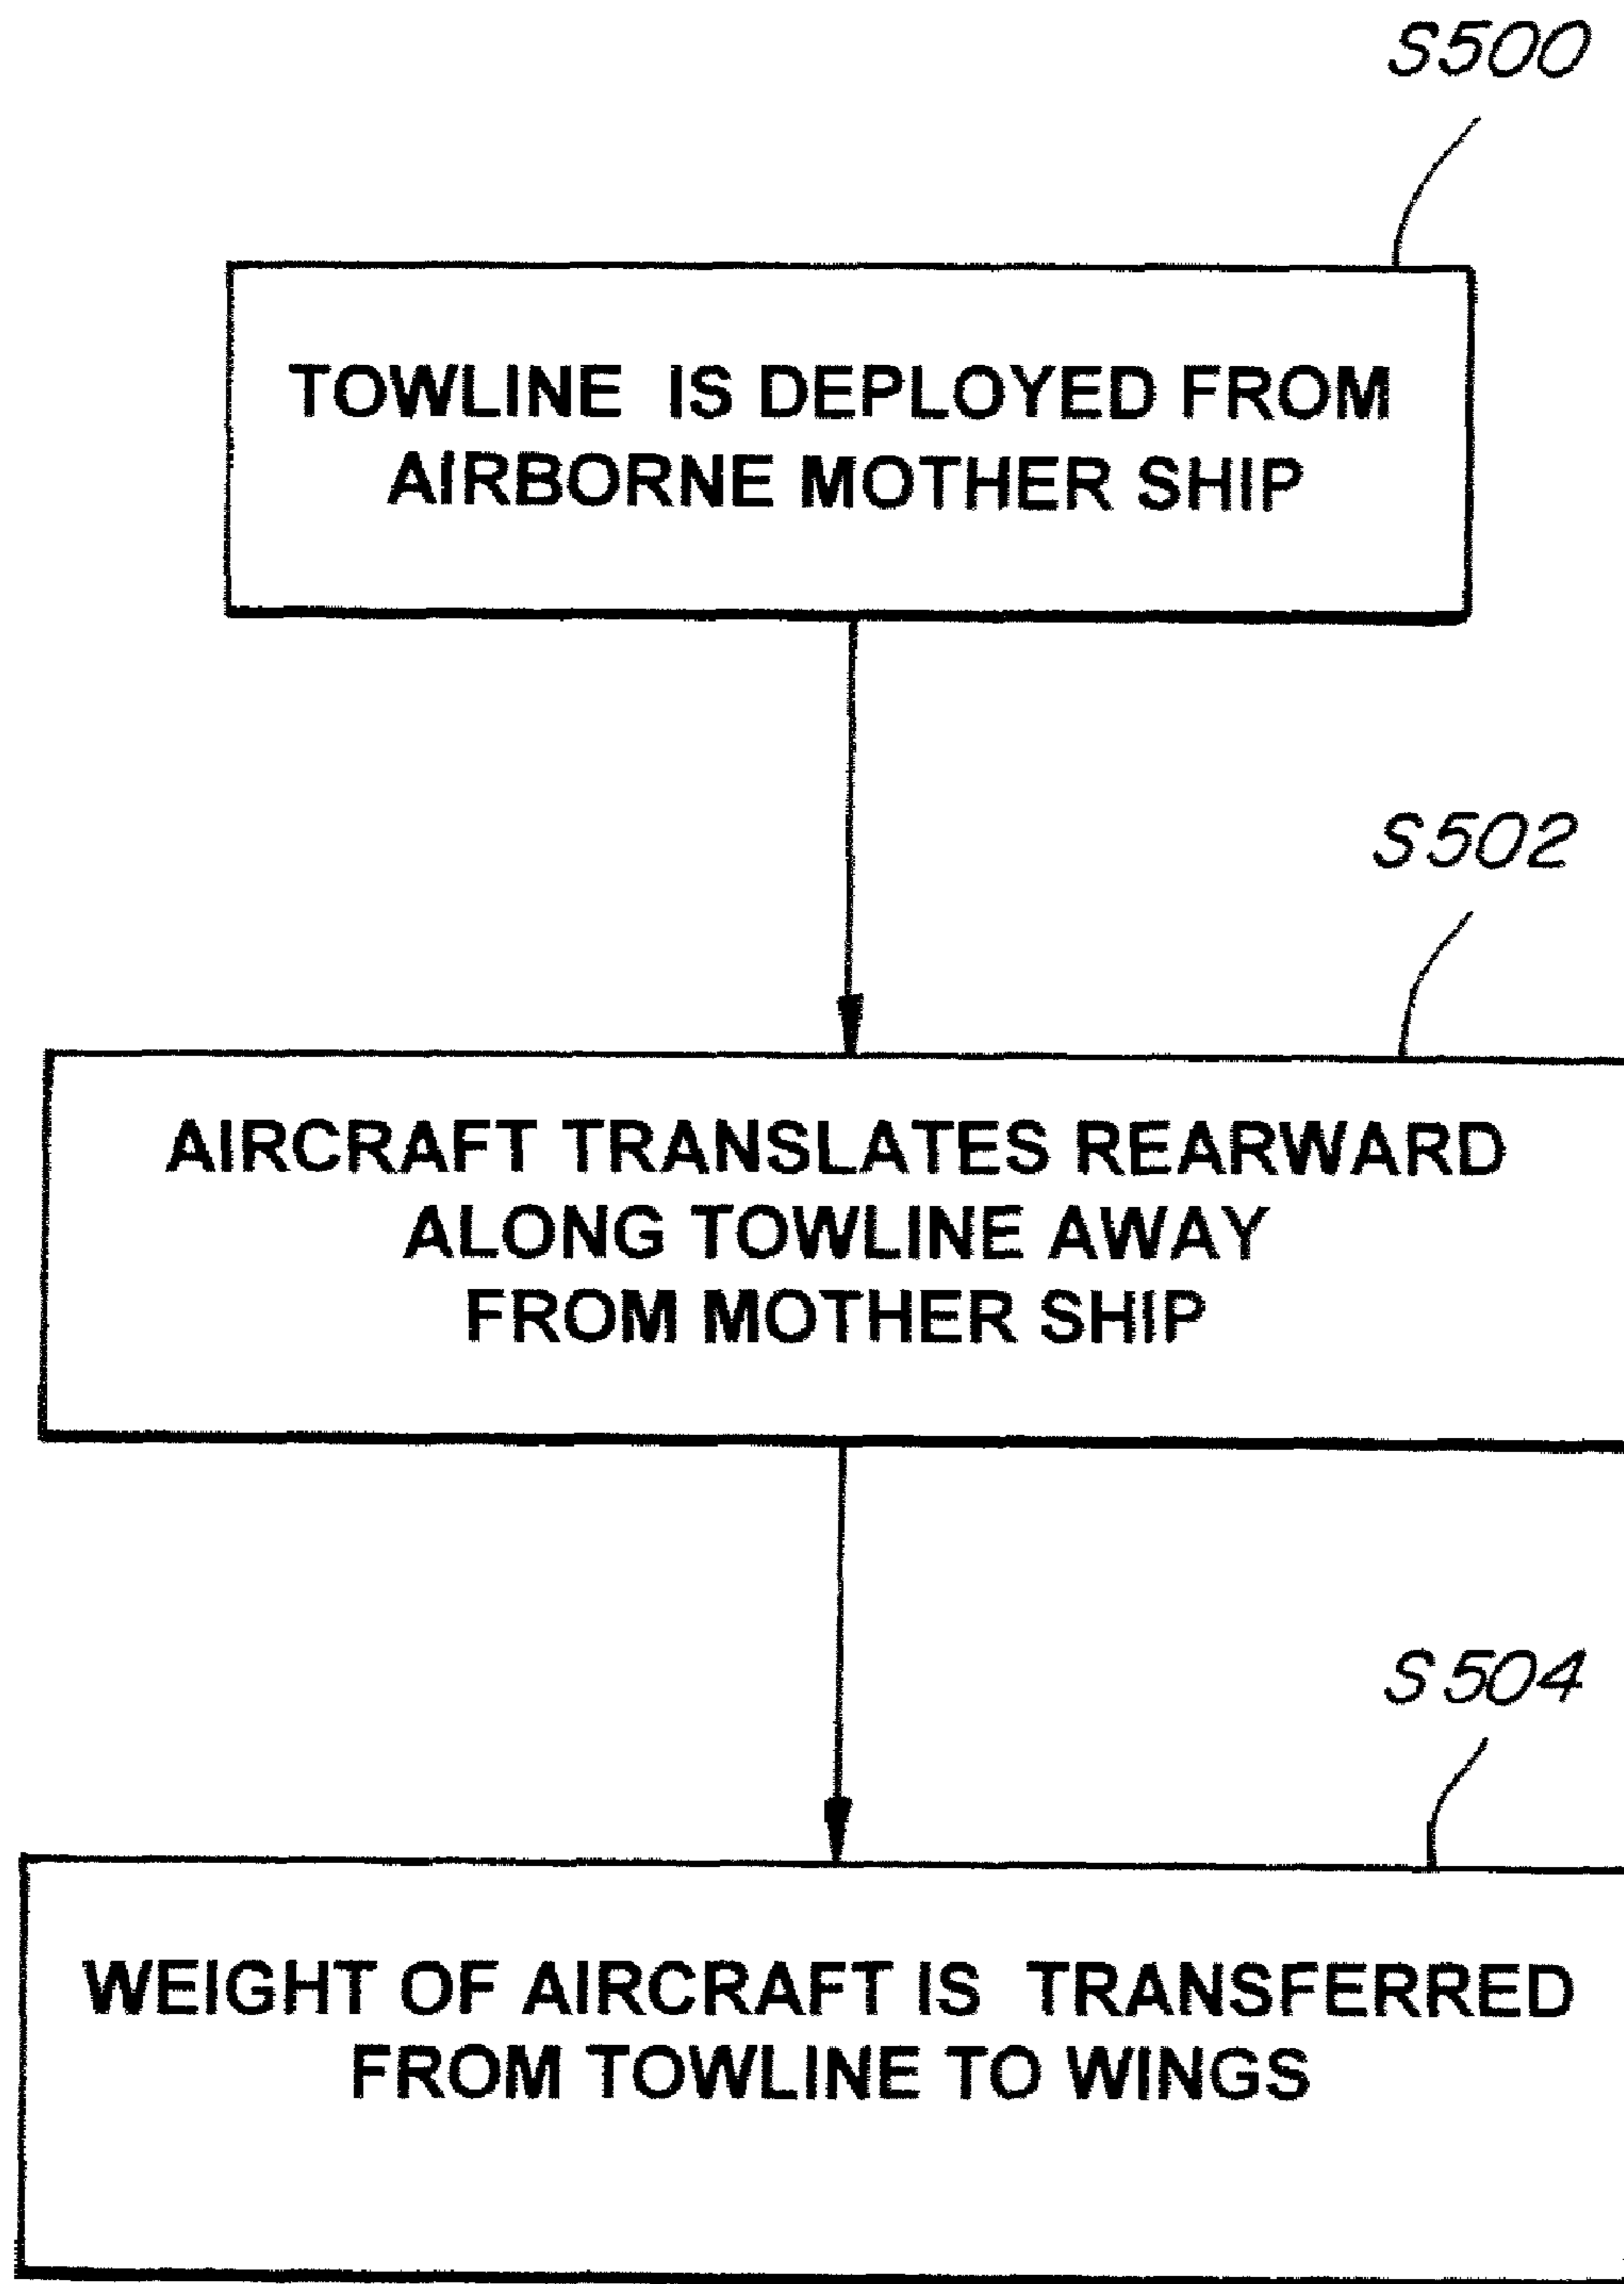 S500
TOWLINE IS DEPLOYED FROM
AIRBORNE MOTHER SHIP
S502
AIRCRAFT TRANSLATES REARWARD
ALONG TOWLINE AWAY
FROM MOTHER SHIP
S504
WEIGHT OF AIRCRAFT IS TRANSFERRED
FROM TOWLINE TO WINGS